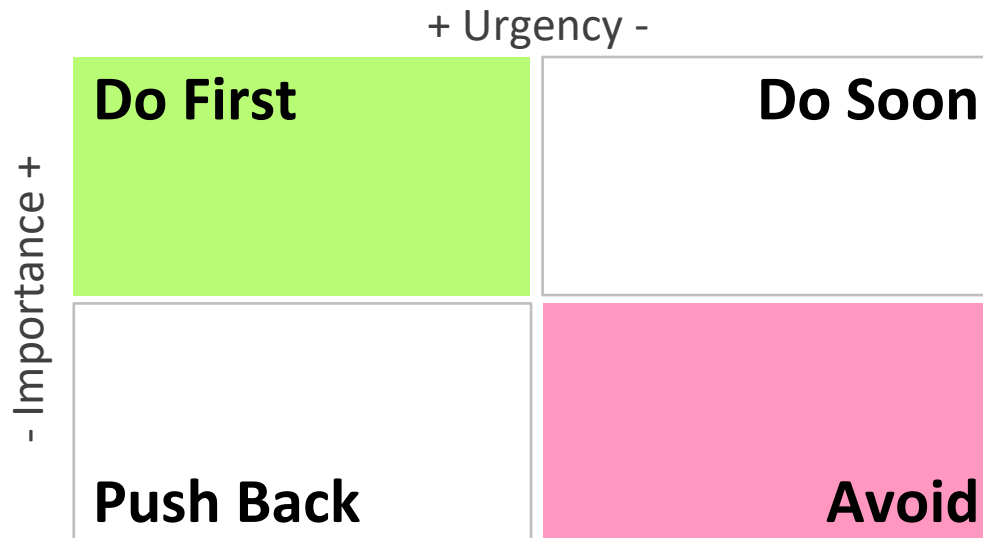 + Urgency -
Do First
Do Soon
- Importance +
Push Back
Avoid